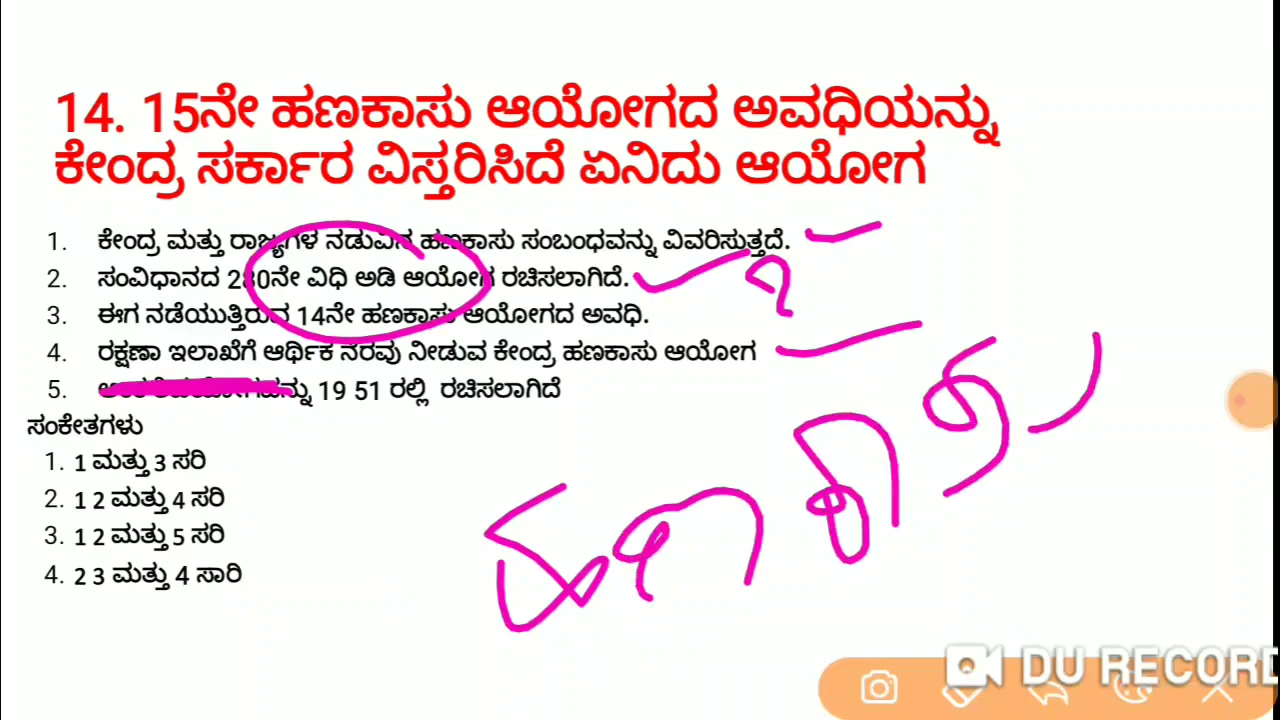 14. 15ನೇ ಹಣಕಾಸು ಆಯೋಗದ ಅವಧಿಯನ್ನು
ಕೇಂದ್ರ ಸರ್ಕಾರ ವಿಸ್ತರಿಸಿದೆ ಏನಿದು ಆಯೋಗ
1. ಕೇಂದ್ರ ಮತ್ತು ರಾಜ್ಯಗಳ ನಡುವಿನ ಹಣಕಾಸು ಸಂಬಂಧವನ್ನು ವಿವರಿಸುತ್ತದೆ.
2. ಸಂವಿಧಾನದ 280ನೇ ವಿಧಿ ಅಡಿ ಆಯೋಗ ರಚಿಸಲಾಗಿದೆ.
3. ಈಗ ನಡೆಯುತ್ತಿರುವ 14ನೇ ಹಣಕಾಸು ಆಯೋಗದ ಅವಧಿ.
4. ರಕ್ಷಣಾ ಇಲಾಖೆಗೆ ಆರ್ಥಿಕ ನೆರವು ನೀಡುವ ಕೇಂದ್ರ ಹಣಕಾಸು ಆಯೋಗ
5. 19 51 ರಲ್ಲಿ ರಚಿಸಲಾಗಿದೆ
ಸಂಕೇತಗಳು
1. 1 ಮತ್ತು 3 ಸರಿ
2. 1 2 ಮತ್ತು 4 ಸರಿ
3. 1 2 ಮತ್ತು 5 ಸರಿ
4. 2 3 ಮತ್ತು 4 ಸಾರಿ
DU RECORD